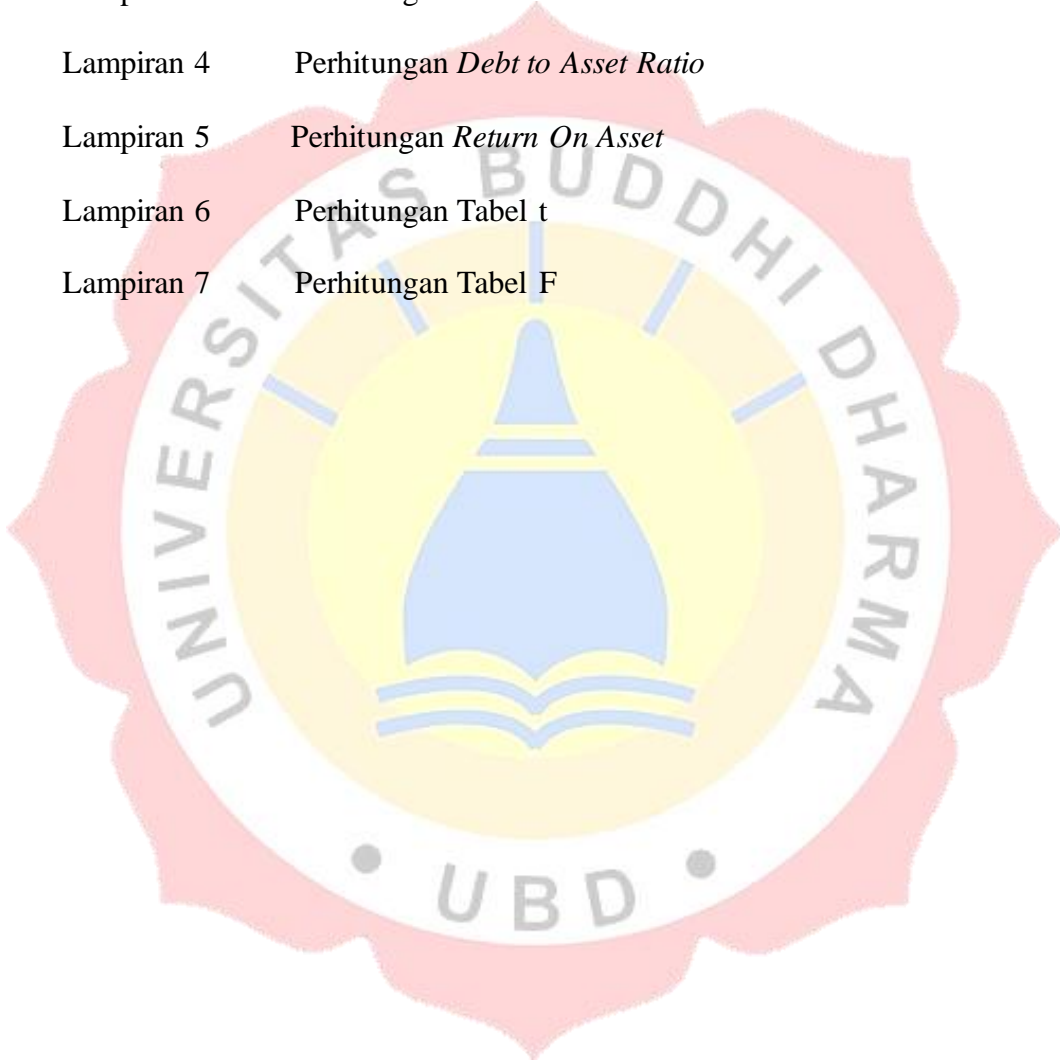 Lampiran 4 Perhitungan Debt to Asset Ratio
Lampiran 5 Perhitungan Return On Asset
Lampiran 6 Perhitungan Tabel t
Lampiran 7 Perhitungan Tabel F
UNIVERSITAS BUDDHI DHARMA
• UBD •